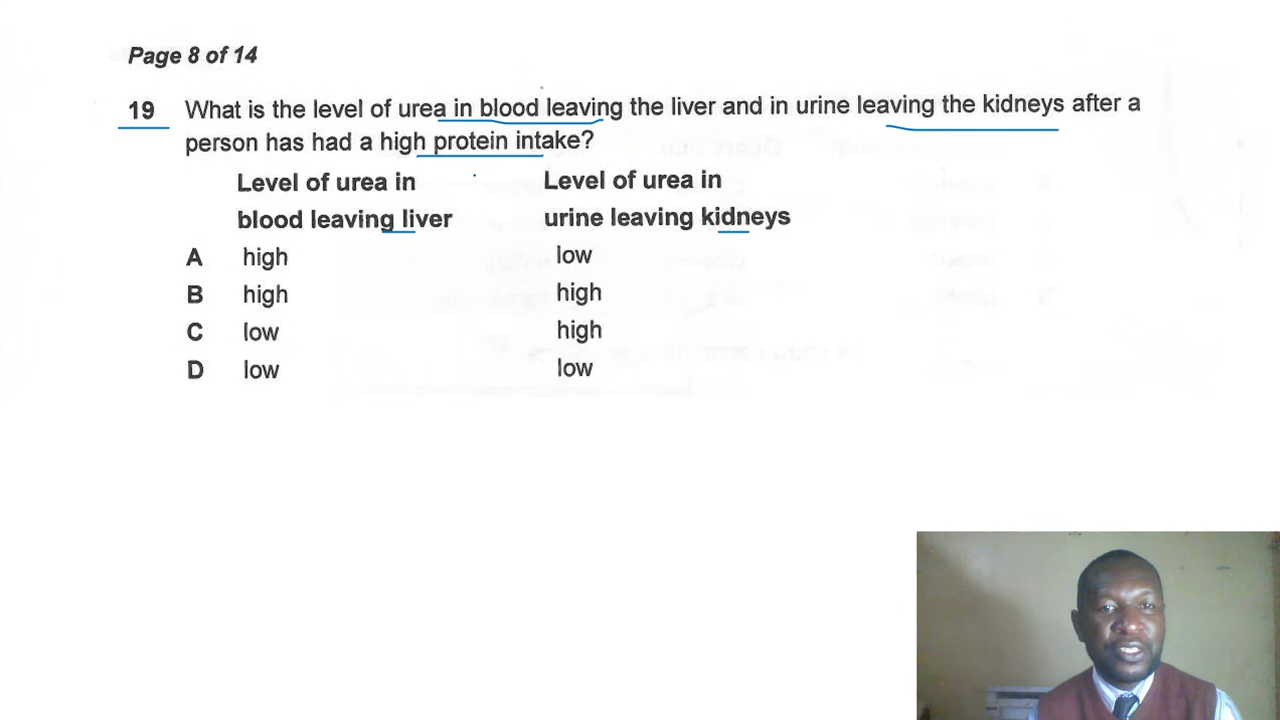 Page 8 of 14
19 What is the level of urea in blood leaving the liver and in urine leaving the kidneys after a
person has had a high protein intake?
Level of urea in Level of urea in
blood leaving liver urine leaving kidneys
A high low
B high high
C low high
D low low